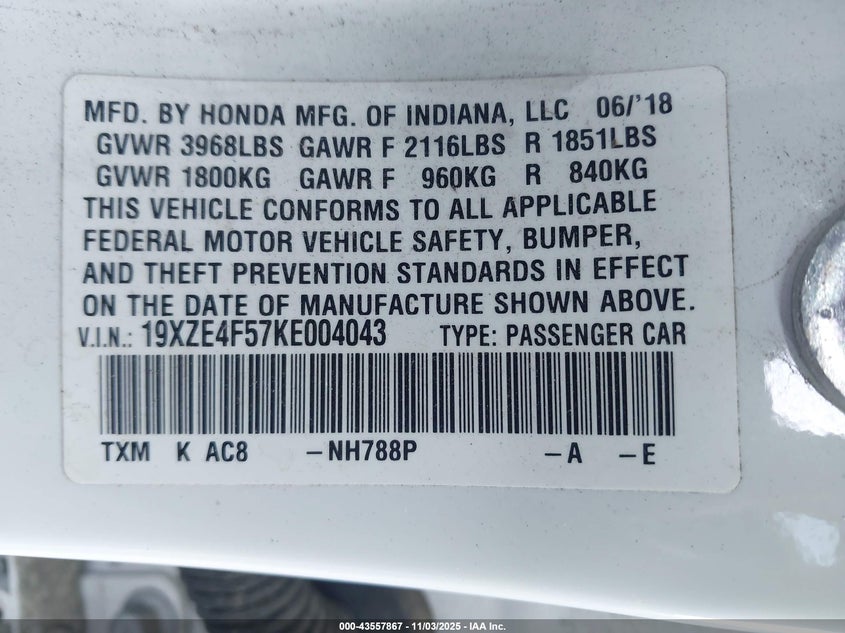 MFD. BY HONDA MFG. OF INDIANA, LLC 06/'18
GVWR 3968LBS GAWR F 2116LBS R 1851LBS
GVWR 1800KG GAWR F 960KG R 840KG
THIS VEHICLE CONFORMS TO ALL APPLICABLE
FEDERAL MOTOR VEHICLE SAFETY, BUMPER,
AND THEFT PREVENTION STANDARDS IN EFFECT
ON THE DATE OF MANUFACTURE SHOWN ABOVE.
V.I.N.: 19XZE4F57KE004043 TYPE: PASSENGER CAR
TXM K AC8 –NH788P –A –E
000-43557867 - 11/03/2025 - IAA Inc.